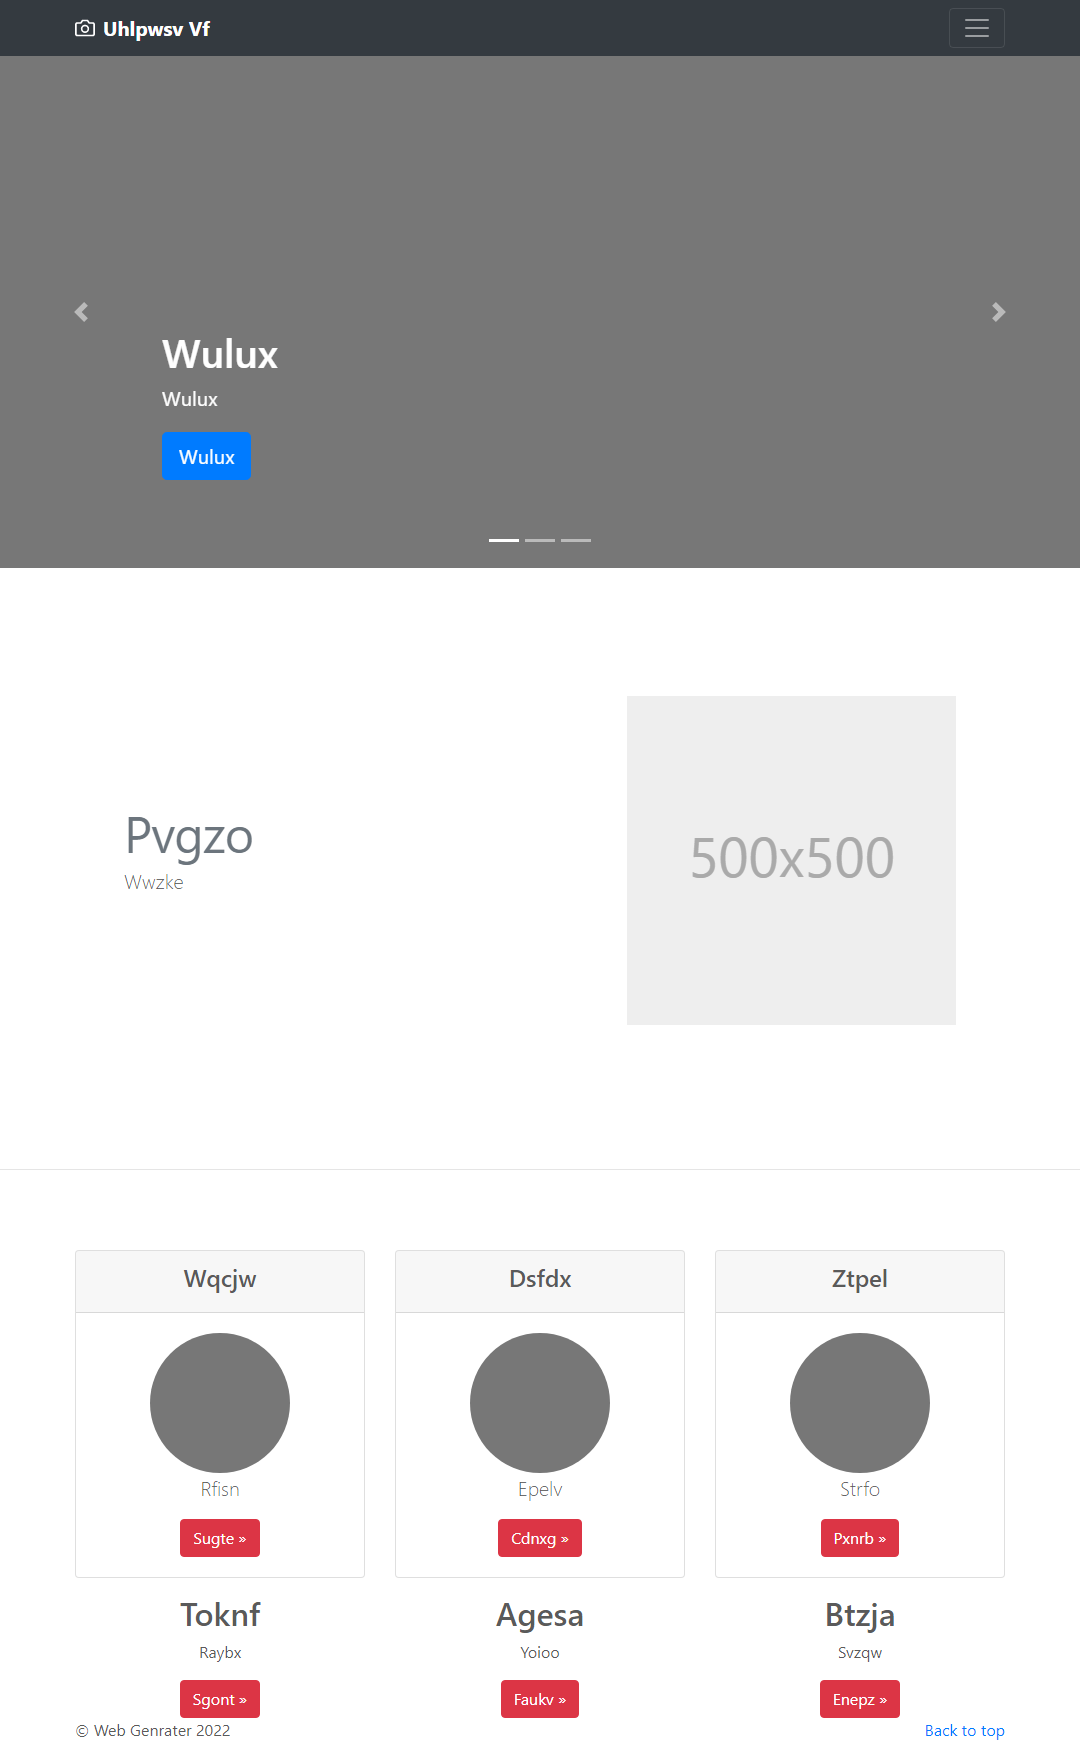 Uhlpwsv Vf
Wulux
Wulux
Wulux
Pvgzo
Wwzke
500x500
Wqcjw
Dsfdx
Ztpel
Rfisn
Epelv
Strfo
Sugte »
Cdnxg »
Pxnrb »
Toknf
Agesa
Btzja
Raybx
Yoioo
Svzqw
Sgont »
Faukv »
Enepz »
© Web Genrater 2022
Back to top